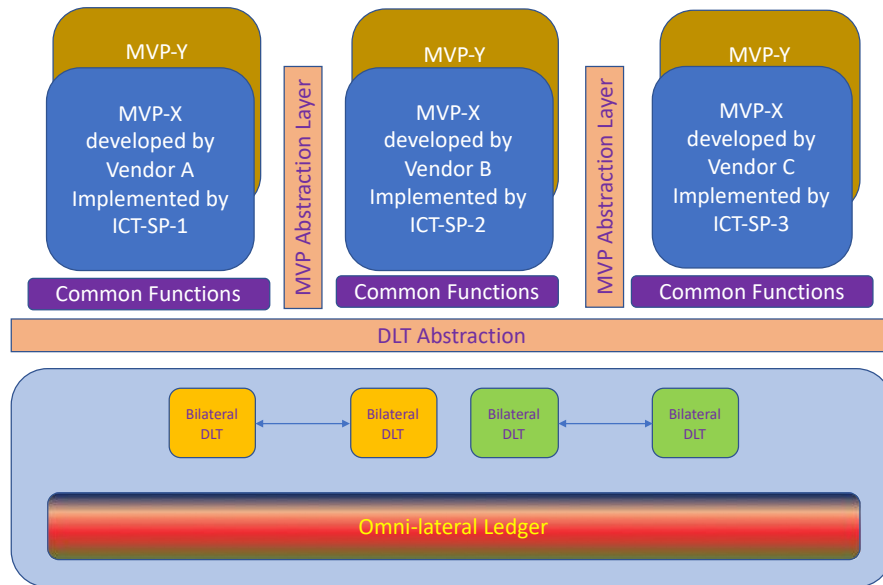 MVP-Y
MVP-X
developed by
Vendor A
Implemented by
ICT-SP-1
Common Functions
MVP Abstraction Layer
MVP-Y
MVP-X
developed by
Vendor B
Implemented by
ICT-SP-2
Common Functions
MVP Abstraction Layer
MVP-Y
MVP-X
developed by
Vendor C
Implemented by
ICT-SP-3
Common Functions
DLT Abstraction
Bilateral
DLT
Bilateral
DLT
Bilateral
DLT
Bilateral
DLT
Omni-lateral Ledger